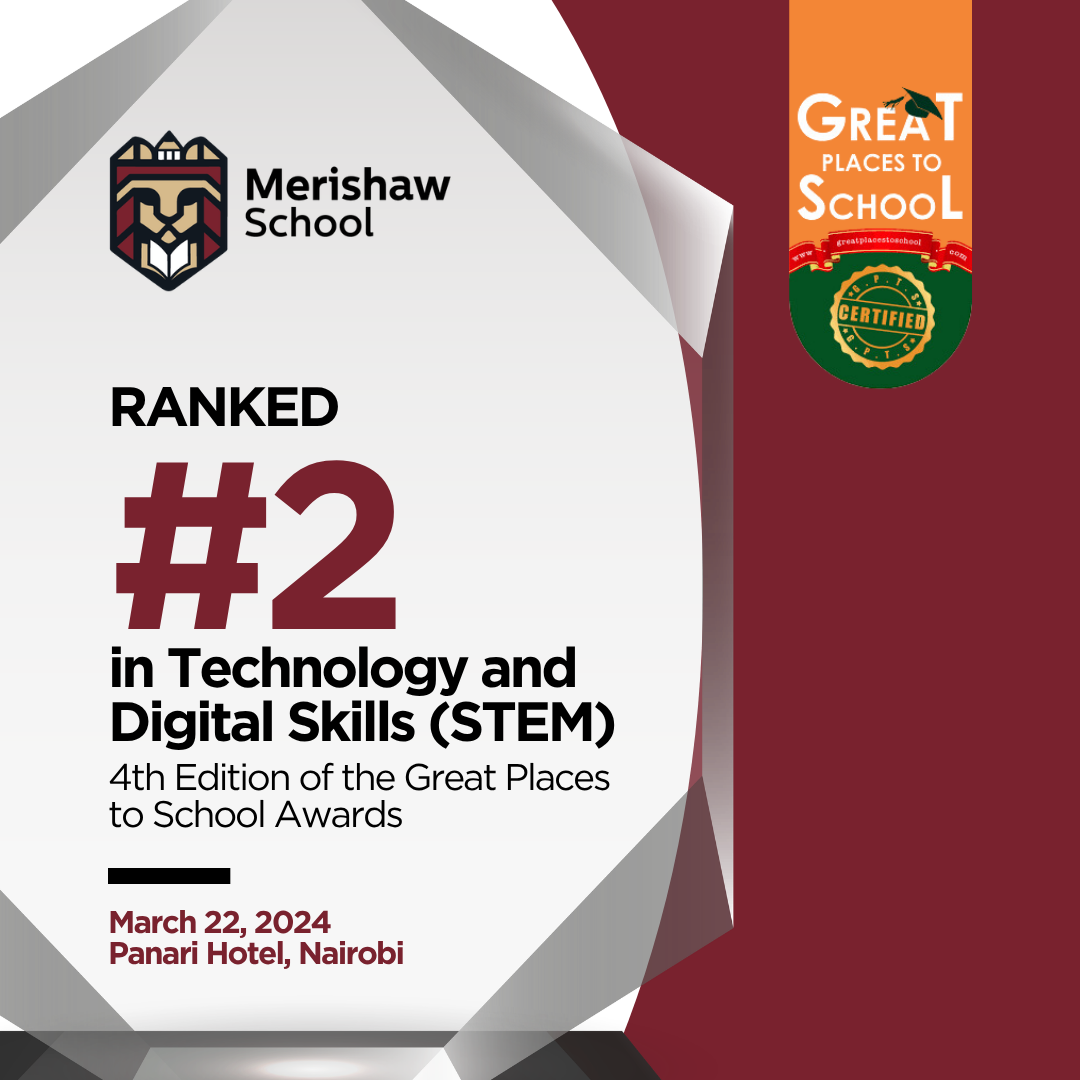 Merishaw
School
RANKED
#2
in Technology and
Digital Skills (STEM)
4th Edition of the Great Places
to School Awards
March 22, 2024
Panari Hotel, Nairobi
GREAT
PLACES TO
SCHOOL
www greatplacestoschool com
G.P.T.S
CERTIFIED
G.P.T.S